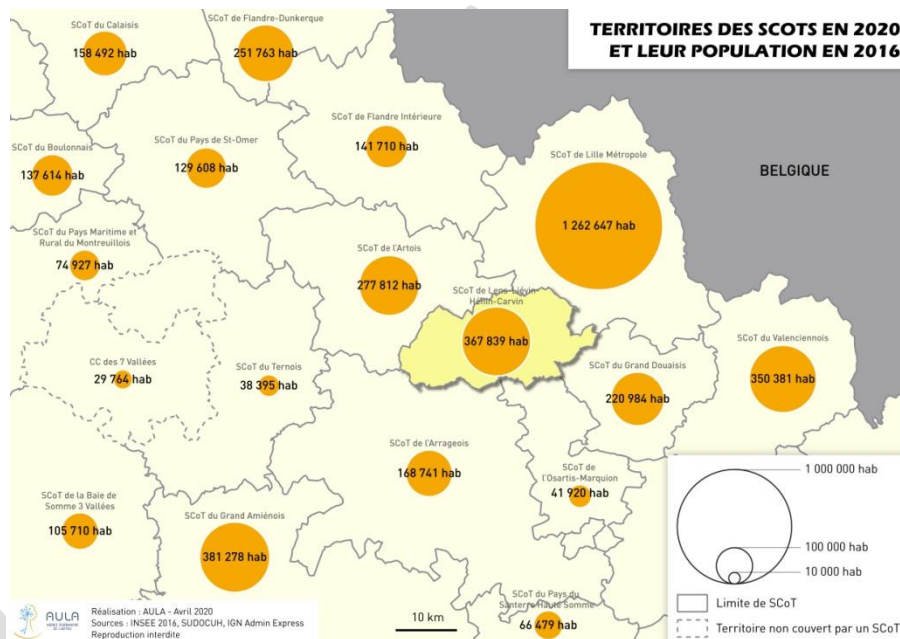 TERRITOIRES DES SCOTS EN 2020
ET LEUR POPULATION EN 2016
SCoT du Calaisis
158 492 hab
SCoT de Flandre-Dunkerque
251 763 hab
SCoT de Flandre Intérieure
141 710 hab
SCoT du Pays de St-Omer
129 608 hab
SCoT du Boulonnais
137 614 hab
SCoT de Lille Métropole
1 262 647 hab
BELGIQUE
SCoT du Pays Maritime et
Rural du Montreuillois
74 927 hab
SCoT de l'Artois
277 812 hab
SCoT de Lens-Liévin-
Hénin-Carvin
367 839 hab
SCoT du Valenciennois
350 381 hab
CC des 7 Vallées
29 764 hab
SCoT du Ternois
38 395 hab
SCoT du Grand Douaisis
220 984 hab
SCoT de l'Arrageois
168 741 hab
SCoT de
l'Osartis-Marquion
41 920 hab
SCoT de la Baie de
Somme 3 Vallées
105 710 hab
SCoT du Grand Amiénois
381 278 hab
SCoT du Pays du
Santerre Haute Somme
66 479 hab
1 000 000 hab
100 000 hab
10 000 hab
Limite de SCoT
Territoire non couvert par un SCoT
10 km
AULA
Réalisation : AULA - Avril 2020
Sources : INSEE 2016, SUDOCUH, IGN Admin Express
Reproduction interdite